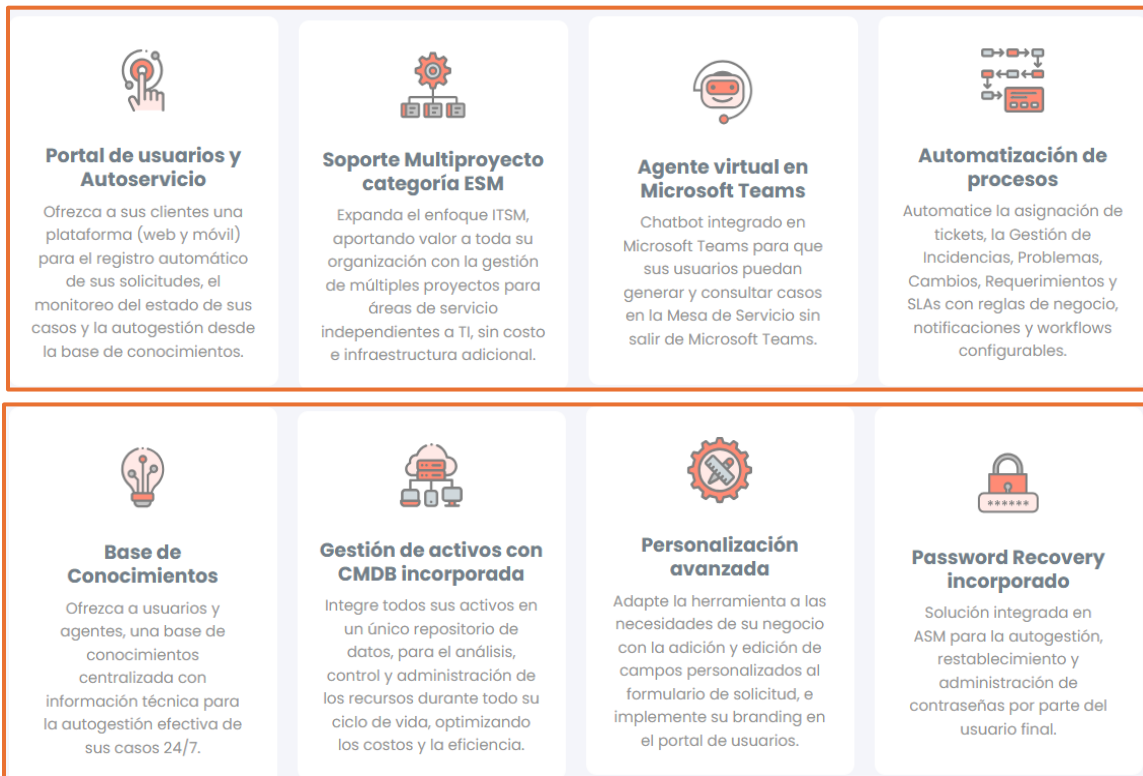 Portal de usuarios y
Autoservicio
Ofrezca a sus clientes una
plataforma (web y móvil)
para el registro automático
de sus solicitudes, el
monitoreo del estado de sus
casos y la autogestión desde
la base de conocimientos.
Soporte Multiproyecto
categoría ESM
Expanda el enfoque ITSM,
aportando valor a toda su
organización con la gestión
de múltiples proyectos para
áreas de servicio
independientes a TI, sin costo
e infraestructura adicional.
Agente virtual en
Microsoft Teams
Chatbot integrado en
Microsoft Teams para que
sus usuarios puedan
generar y consultar casos
en la Mesa de Servicio sin
salir de Microsoft Teams.
Automatización de
procesos
Automatice la asignación de
tickets, la Gestión de
Incidencias, Problemas,
Cambios, Requerimientos y
SLAs con reglas de negocio,
notificaciones y workflows
configurables.
Base de
Conocimientos
Ofrezca a usuarios y
agentes, una base de
conocimientos
centralizada con
información técnica para
la autogestión efectiva de
sus casos 24/7.
Gestión de activos con
CMDB incorporada
Integre todos sus activos en
un único repositorio de
datos, para el análisis,
control y administración de
los recursos durante todo su
ciclo de vida, optimizando
los costos y la eficiencia.
Personalización
avanzada
Adapte la herramienta a las
necesidades de su negocio
con la adición y edición de
campos personalizados al
formulario de solicitud, e
implemente su branding en
el portal de usuarios.
******
Password Recovery
incorporado
Solución integrada en
ASM para la autogestión,
restablecimiento y
administración de
contraseñas por parte del
usuario final.